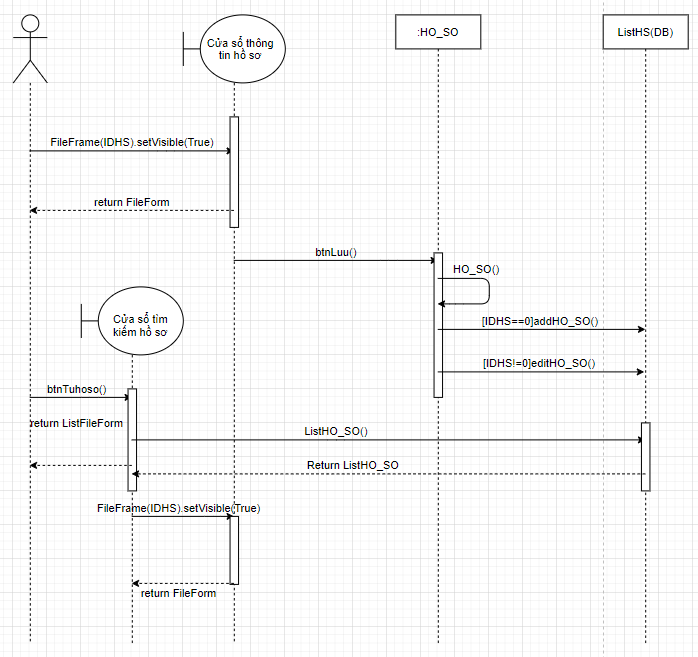 Cửa sổ thông
tin hồ sơ
:HO_SO
ListHS(DB)
FileFrame(IDHS).setVisible(True)
return FileForm
btnLuu()
HO_SO()
Cửa sổ tìm
kiếm hồ sơ
[IDHS==0]addHO_SO()
[IDHS!=0]editHO_SO()
btnTuhoso()
return ListFileForm
ListHO_SO()
Return ListHO_SO
FileFrame(IDHS).setVisible(True)
return FileForm